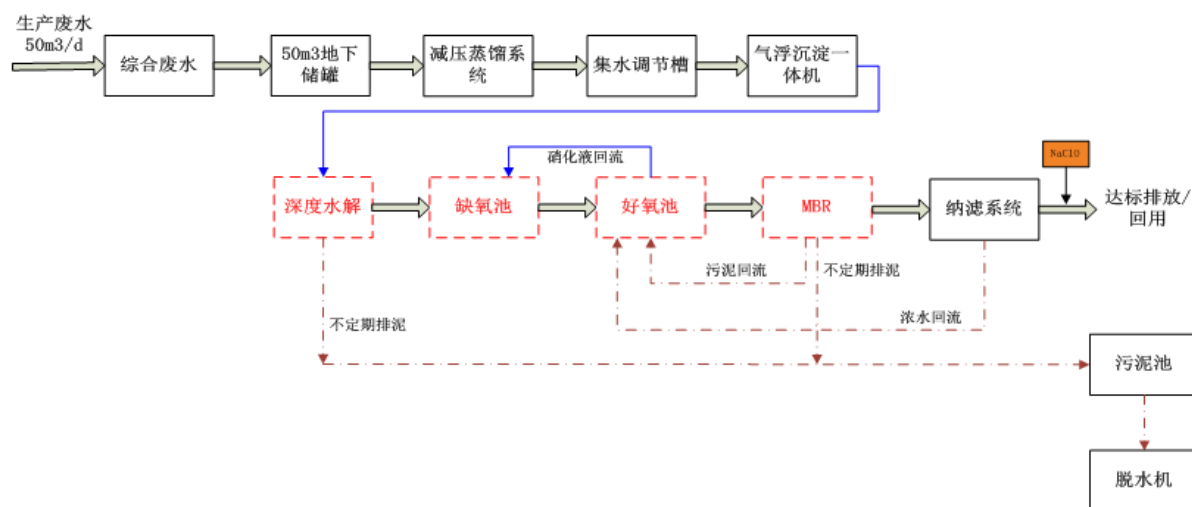 生产废水
50m3/d
综合废水
50m3地下
储罐
减压蒸馏系
统
集水调节槽
气浮沉淀一
体机
硝化液回流
NaClO
深度水解
缺氧池
好氧池
MBR
纳滤系统
达标排放/
回用
污泥回流
不定期排泥
浓水回流
不定期排泥
污泥池
脱水机